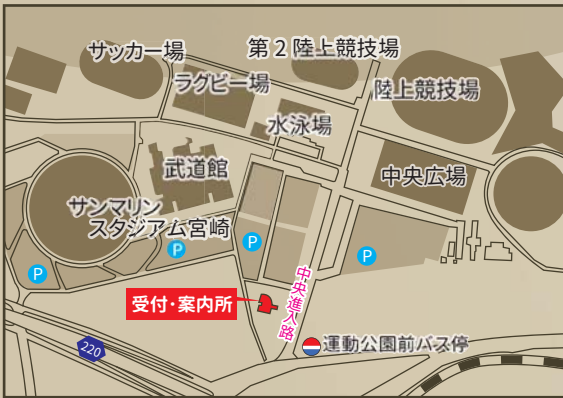 サッカー場
第2陸上競技場
ラグビー場
陸上競技場
水泳場
武道館
中央広場
サンマリン
スタジアム宮崎
P
P
P
P
中央進入路
受付・案内所
運動公園前バス停
220